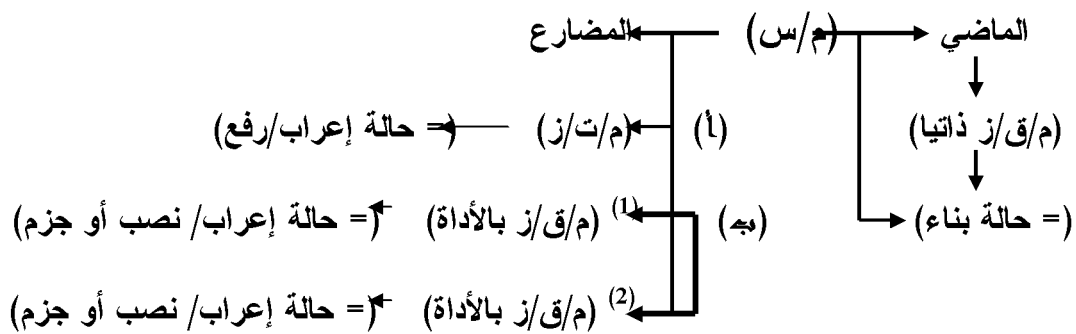 الماضي (م/س) المضارع
(م/ق/ز ذاتيا) (أ) (م/ت/ز) (= حالة إعراب/رفع)
(= حالة بناء) (ب) (1) (م/ق/ز بالأداة) (= حالة إعراب/ نصب أو جزم)
(2) (م/ق/ز بالأداة) (= حالة إعراب/ نصب أو جزم)